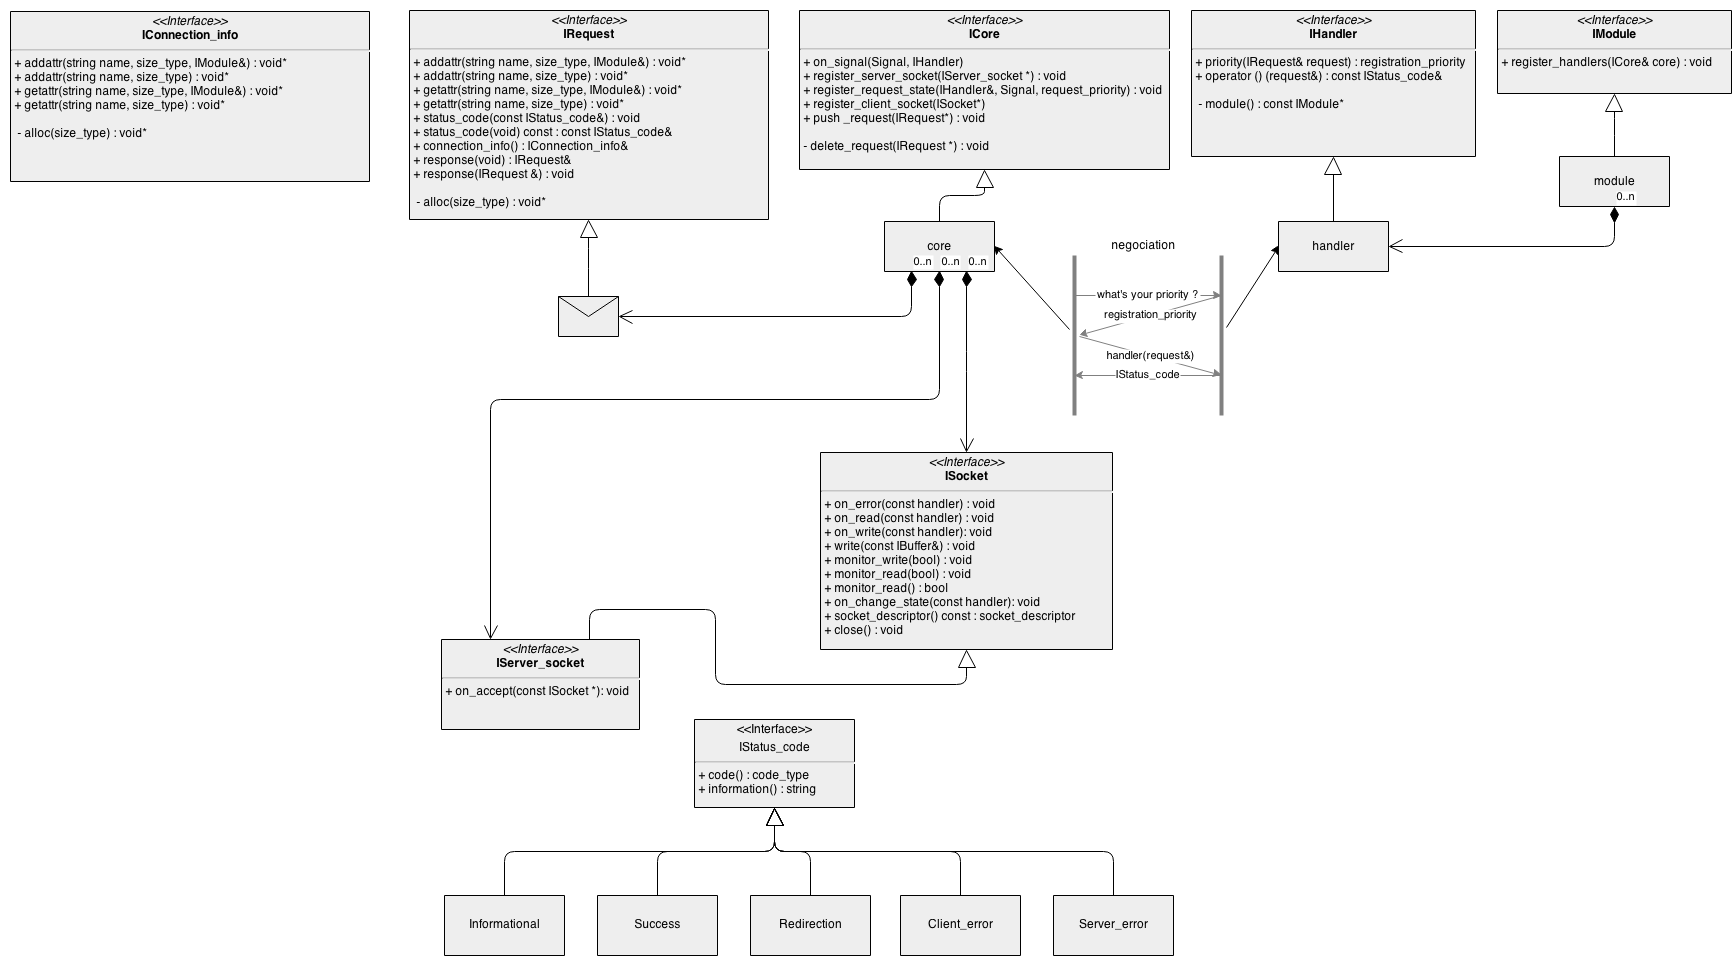 <<Interface>>
IConnection_info
+ addattr(string name, size_type, IModule&) : void*
+ addattr(string name, size_type) : void*
+ getattr(string name, size_type, IModule&) : void*
+ getattr(string name, size_type) : void*
- alloc(size_type) : void*
<<Interface>>
IRequest
+ addattr(string name, size_type, IModule&) : void*
+ addattr(string name, size_type) : void*
+ getattr(string name, size_type, IModule&) : void*
+ getattr(string name, size_type) : void*
+ status_code(const IStatus_code&) : void
+ status_code(void) const : const IStatus_code&
+ connection_info() : IConnection_info&
+ response(void) : IRequest&
+ response(IRequest &) : void
- alloc(size_type) : void*
<<Interface>>
ICore
+ on_signal(Signal, IHandler)
+ register_server_socket(IServer_socket *) : void
+ register_request_state(IHandler&, Signal, request_priority) : void
+ register_client_socket(ISocket*)
+ push _request(IRequest*) : void
- delete_request(IRequest *) : void
<<Interface>>
IHandler
+ priority(IRequest& request) : registration_priority
+ operator () (request&) : const IStatus_code&
- module() : const IModule*
<<Interface>>
IModule
+ register_handlers(ICore& core) : void
module
0..n
core
0..n 0..n 0..n
negociation
what's your priority ?
registration_priority
handler(request&)
IStatus_code
handler
<<Interface>>
ISocket
+ on_error(const handler) : void
+ on_read(const handler) : void
+ on_write(const handler): void
+ write(const IBuffer&) : void
+ monitor_write(bool) : void
+ monitor_read(bool) : void
+ monitor_read() : bool
+ on_change_state(const handler): void
+ socket_descriptor() const : socket_descriptor
+ close() : void
<<Interface>>
IServer_socket
+ on_accept(const ISocket *): void
<<Interface>>
IStatus_code
+ code() : code_type
+ information() : string
Informational
Success
Redirection
Client_error
Server_error